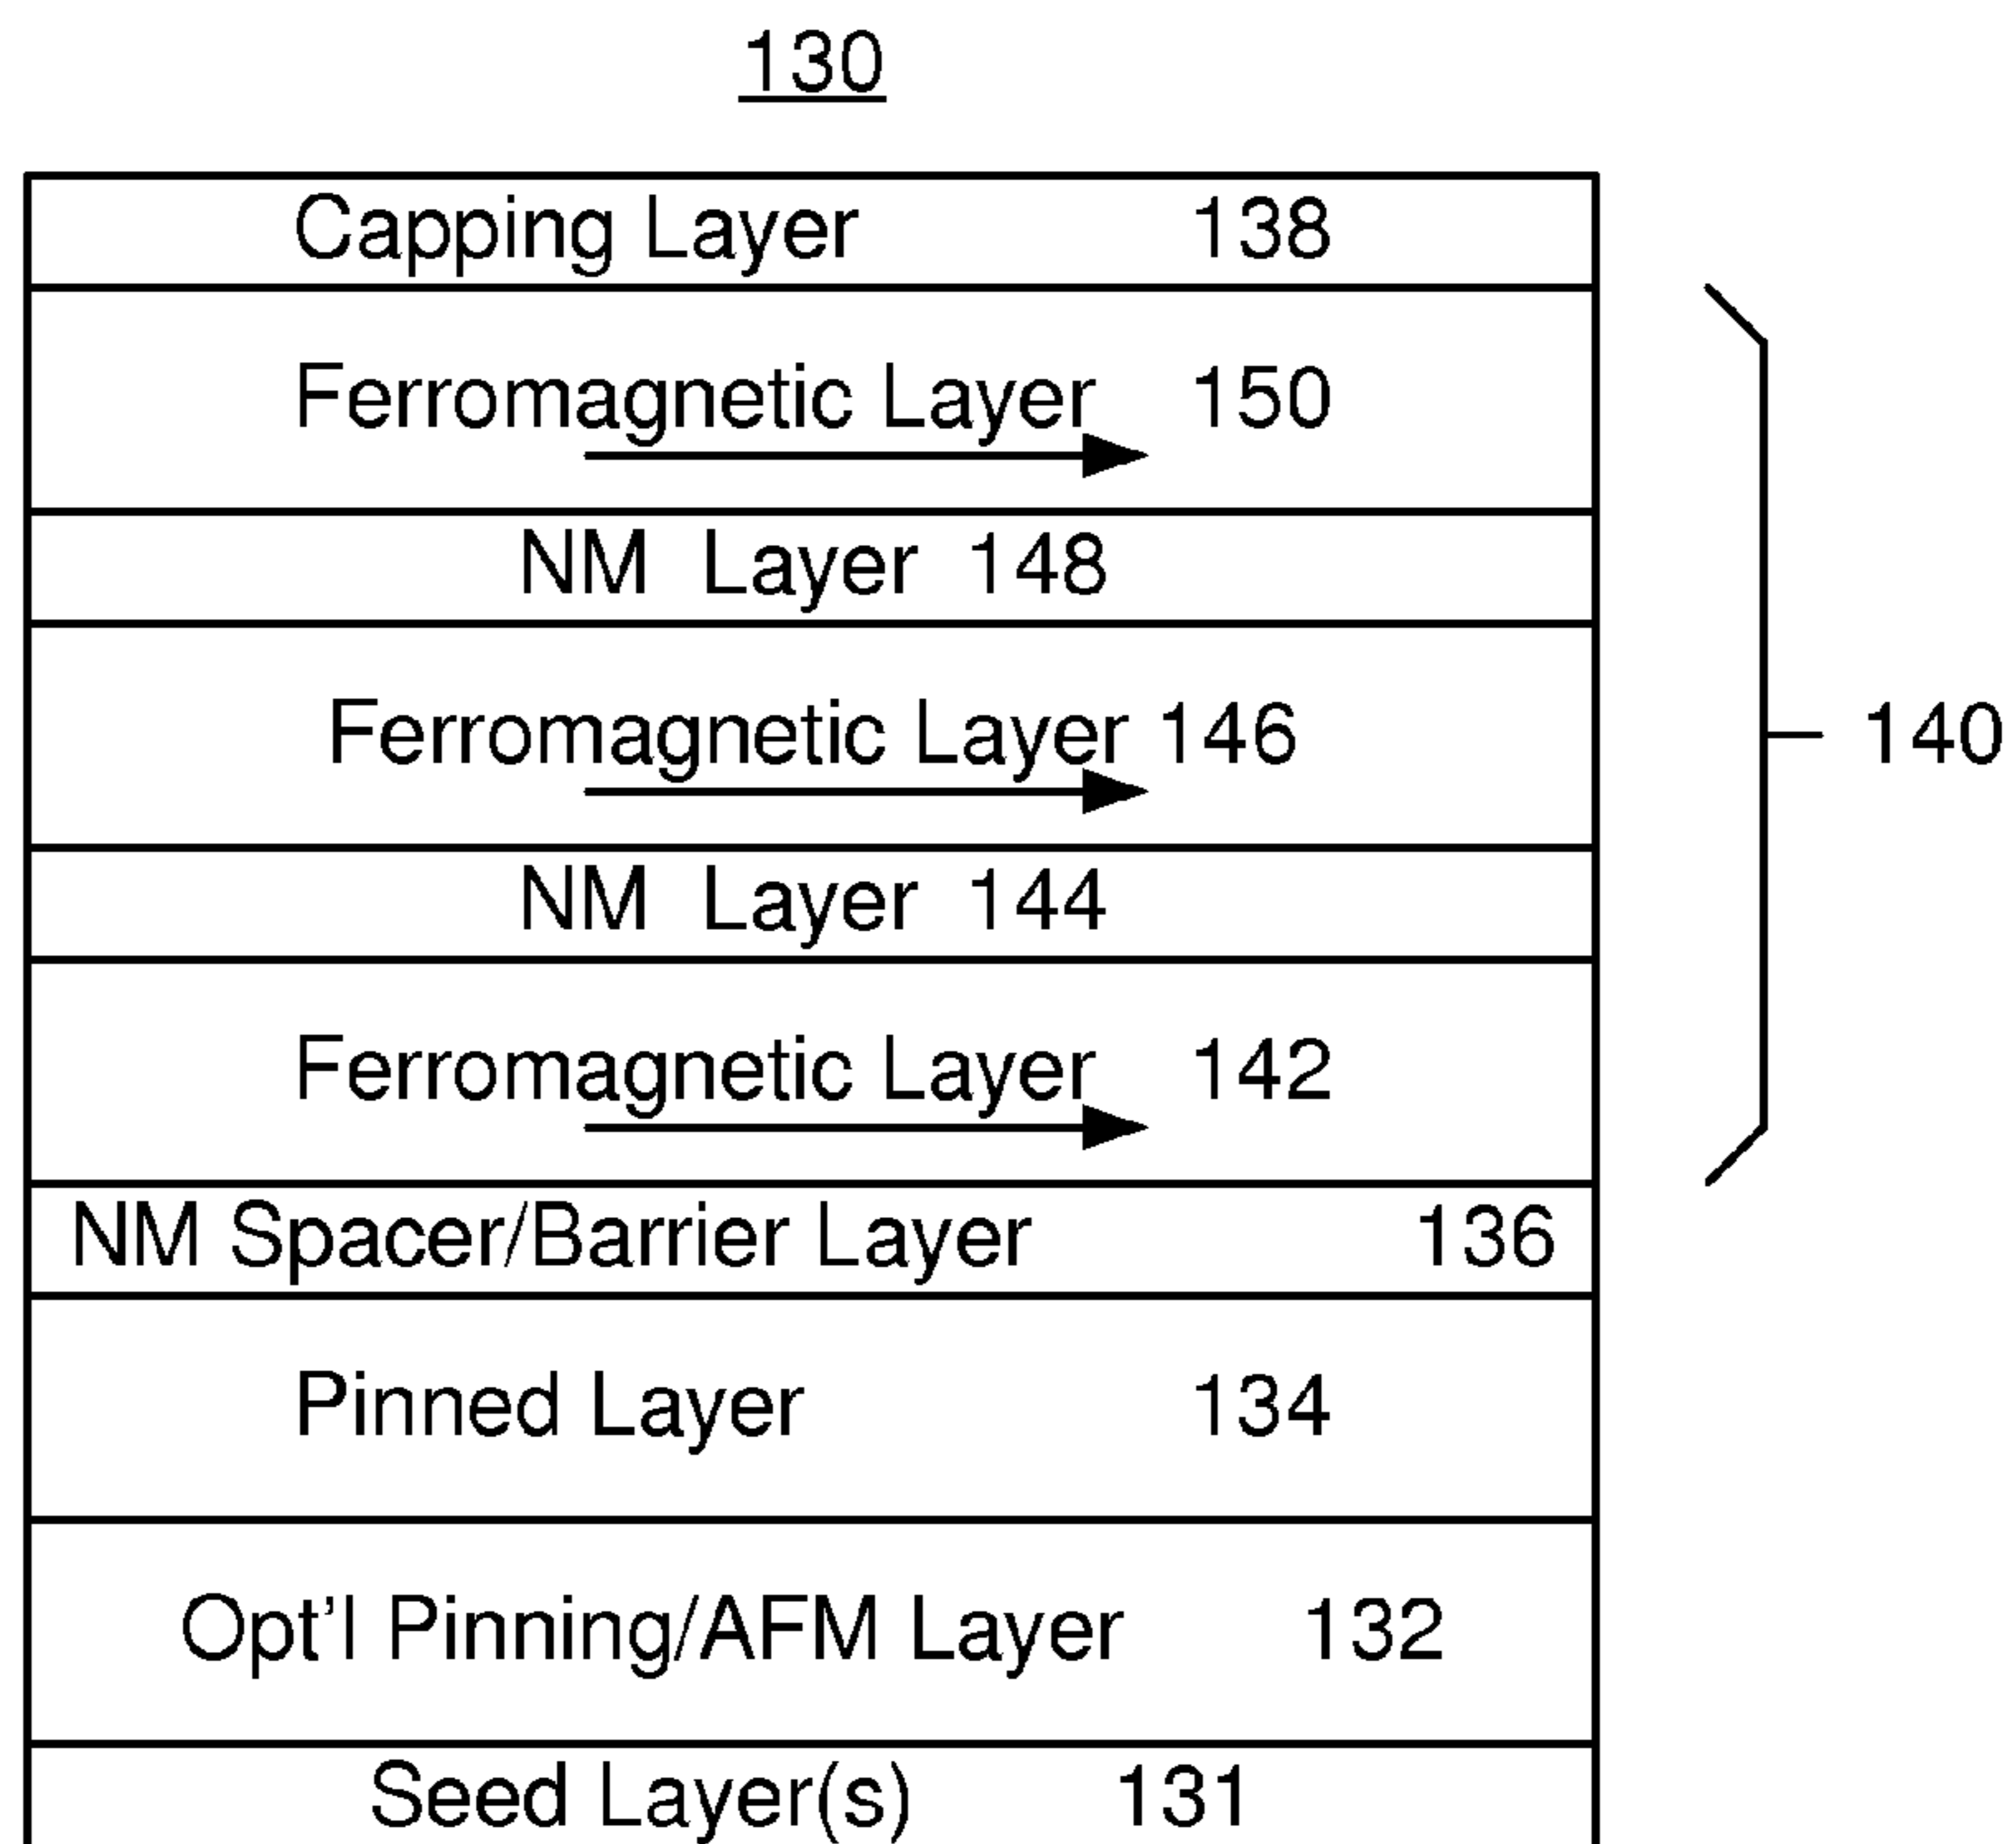 130
Capping Layer 138
Ferromagnetic Layer 150
NM Layer 148
Ferromagnetic Layer 146
140
NM Layer 144
Ferromagnetic Layer 142
NM Spacer/Barrier Layer 136
Pinned Layer 134
Opt'l Pinning/AFM Layer 132
Seed Layer(s) 131